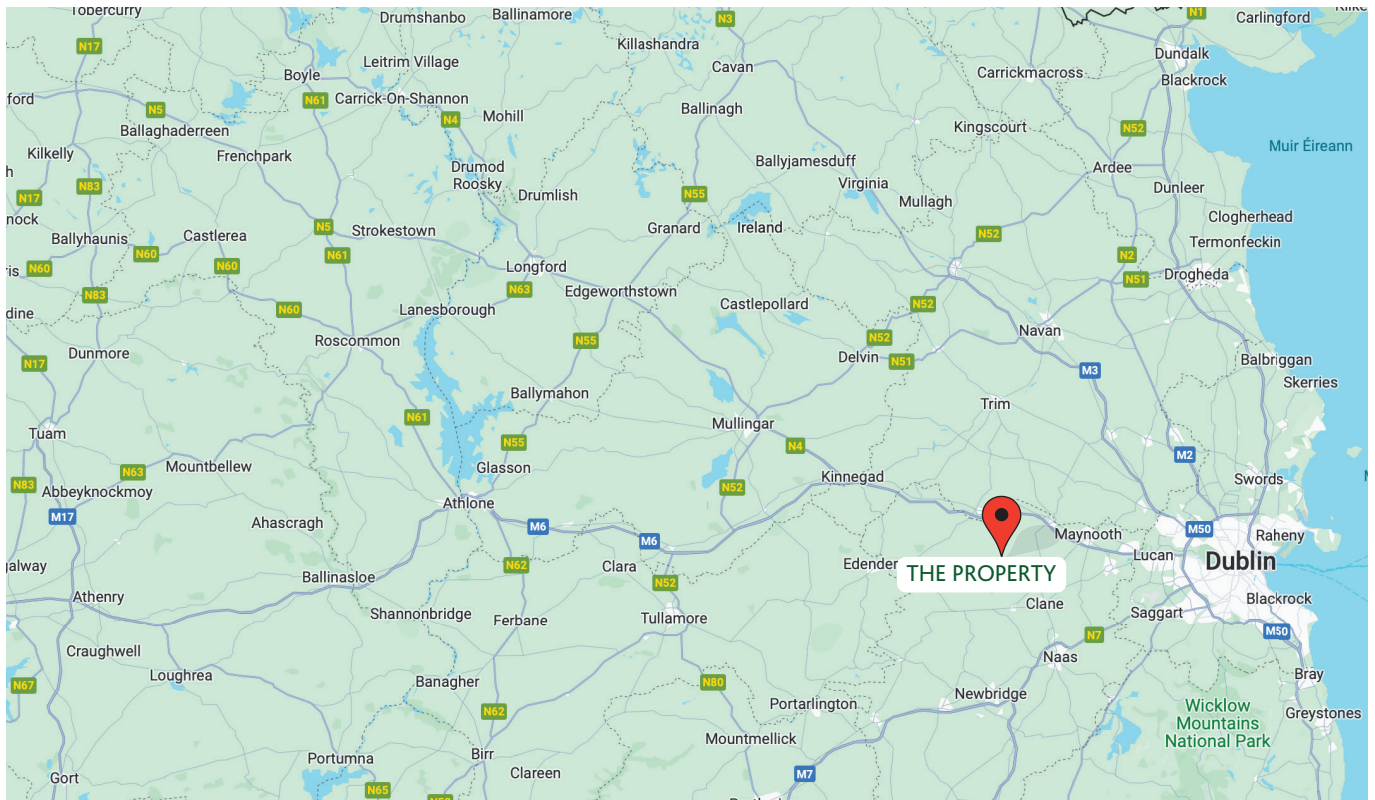 Tobercurry
Drumshanbo
Ballinamore
N3
N1
Carlingford
N17
Killashandra
Leitrim Village
Dundalk
Boyle
Cavan
Carrickmacross
Blackrock
ford
N5
N61
Carrick-On-Shannon
Ballinagh
N4
Mohill
Ballaghaderreen
Kingscourt
N52
Kilkelly
Frenchpark
Muir Éireann
Drumod
Roosky
Ballyjamesduff
Ardee
N17
N83
Drumlish
N55
Virginia
Dunleer
Mullagh
nock
N5
Strokestown
Granard
Ireland
Clogherhead
Ballyhaunis
Castlerea
N52
Termonfeckin
N60
N61
N2
N60
N60
Longford
N51
Drogheda
N83
N63
Edgeworthstown
Castlepollard
N52
dine
N60
Lanesborough
Navan
Roscommon
N55
N52
Dunmore
Delvin
N51
Balbriggan
N17
M3
Skerries
Ballymahon
Trim
N61
Mullingar
Tuam
N55
N4
M2
Mountbellew
Glasson
Kinnegad
Swords
N63
N83
Abbeyknockmoy
N52
Athlone
M17
Ahascragh
M6
M50
Raheny
Maynooth
M6
Lucan
Dublin
galway
Clara
Edenderry
THE PROPERTY
N62
Ballinasloe
N52
Athenry
Clane
Blackrock
Shannonbridge
Ferbane
Tullamore
Saggart
N7
M50
Craughwell
Naas
Loughrea
Banagher
N80
Bray
N67
Newbridge
N62
Portarlington
Wicklow
Mountains
National Park
Greystones
Mountmellick
Portumna
Birr
Clareen
M7
Gort
N65